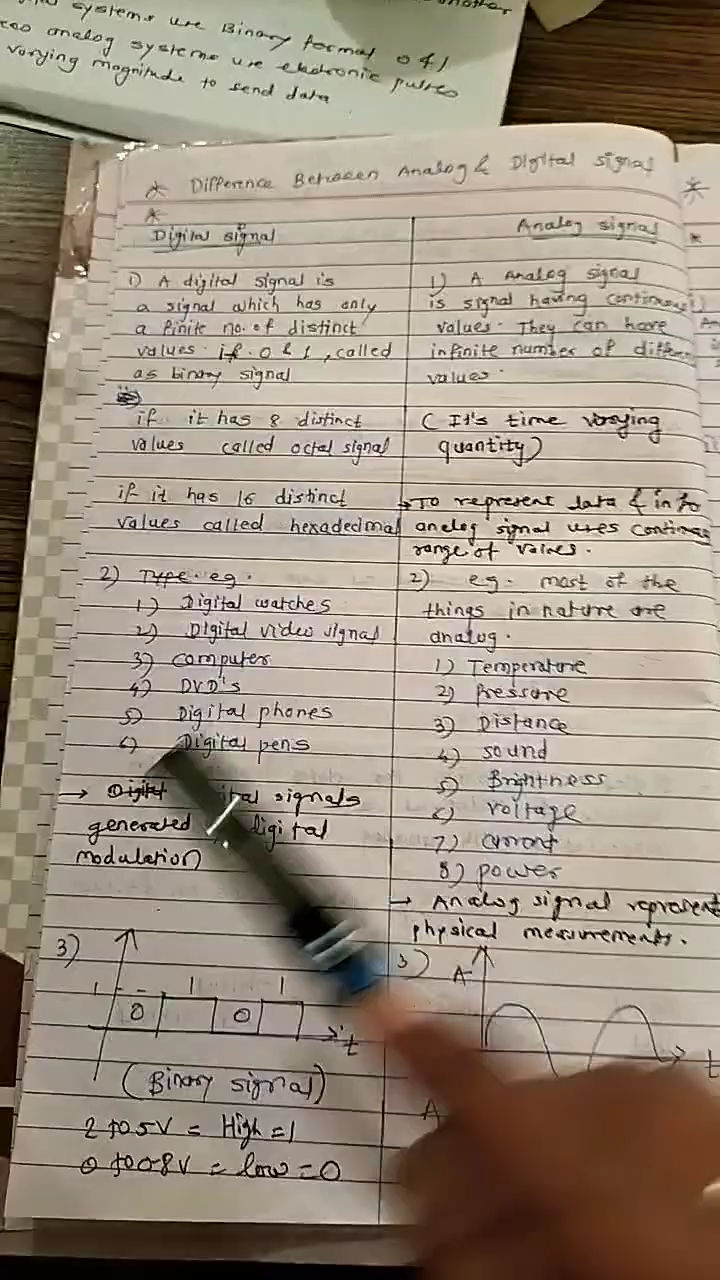 systems use Binary format 0 & 1
analog systems use electronic pulses
varying magnitude to send data
* Difference Between Analog & Digital signal
*
Digital signal
i) A digital signal is
a signal which has only
a finite no. of distinct
values. if. 0 & 1, called
as binary signal
if it has 8 distinct
values called octal signal
if it has 16 distinct
values called hexadecimal
2) Type. eg.
1) Digital watches
2) Digital video signal
3) computer
4) DVD's
5) Digital phones
6) Digital pens
→ signals
generated digital
modulation
3)
1
0 1 0 1
t
(Binary signal)
2 to 5V = High = 1
0 to 0.8V = low = 0
Analog signal
1) A Analog signal
is signal having
values. They can have
infinite number of
values.
(It's time varying
quantity)
→ To represent data & info
analog signal uses
range of values.
2) eg. most of the
things in nature are
analog.
1) Temperature
2) Pressure
3) Distance
4) sound
5) Brightness
6) voltage
7) current
8) power
→ Analog signal represent
physical measurements.
3)
A
t
A
*